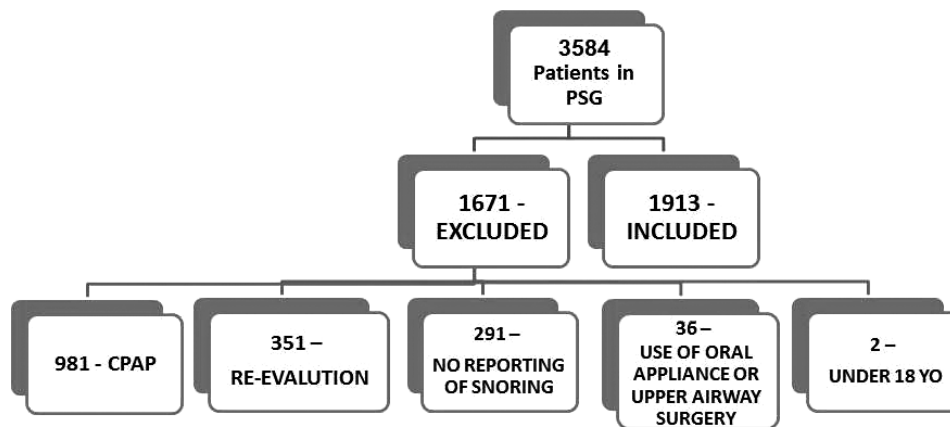 3584
Patients in
PSG
1671 -
EXCLUDED
1913 -
INCLUDED
981 - CPAP
351 –
RE-EVALUTION
291 –
NO REPORTING
OF SNORING
36 –
USE OF ORAL
APPLIANCE OR
UPPER AIRWAY
SURGERY
2 –
UNDER 18 YO